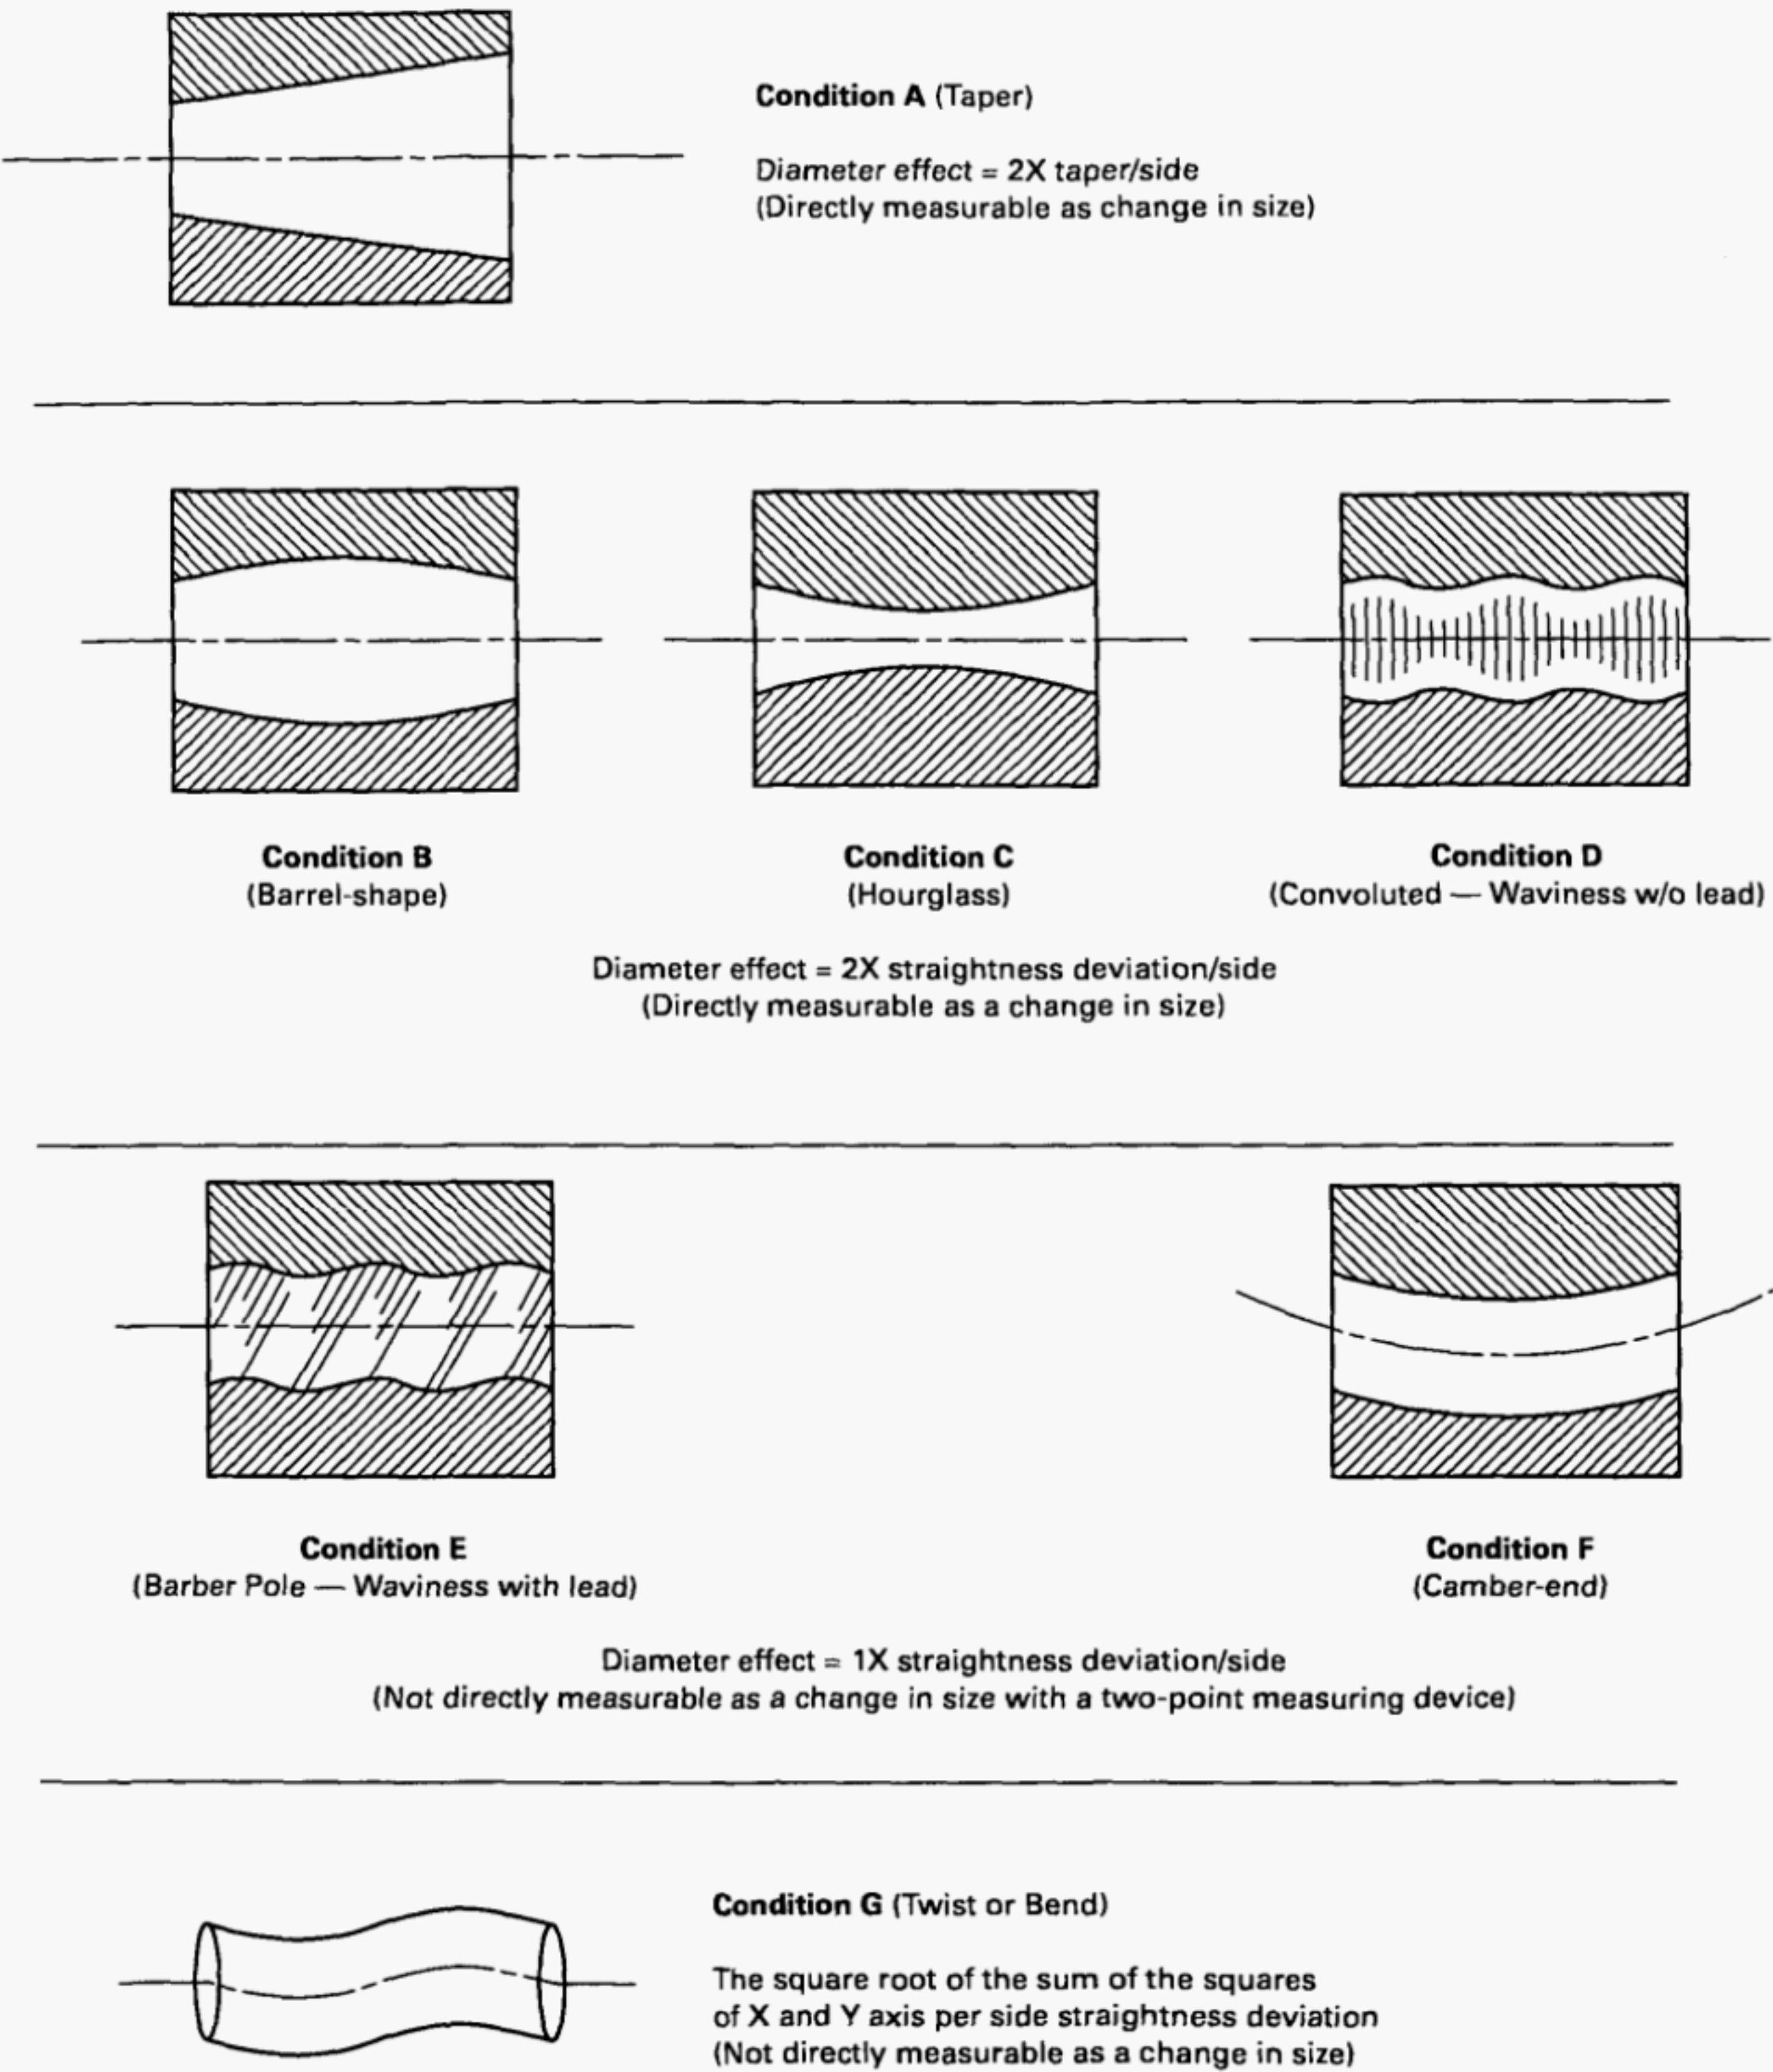 Condition A (Taper)
Diameter effect = 2X taper/side
(Directly measurable as change in size)
Condition B
(Barrel-shape)
Condition C
(Hourglass)
Condition D
(Convoluted — Waviness w/o lead)
Diameter effect = 2X straightness deviation/side
(Directly measurable as a change in size)
Condition E
(Barber Pole — Waviness with lead)
Condition F
(Camber-end)
Diameter effect = 1X straightness deviation/side
(Not directly measurable as a change in size with a two-point measuring device)
Condition G (Twist or Bend)
The square root of the sum of the squares
of X and Y axis per side straightness deviation
(Not directly measurable as a change in size)